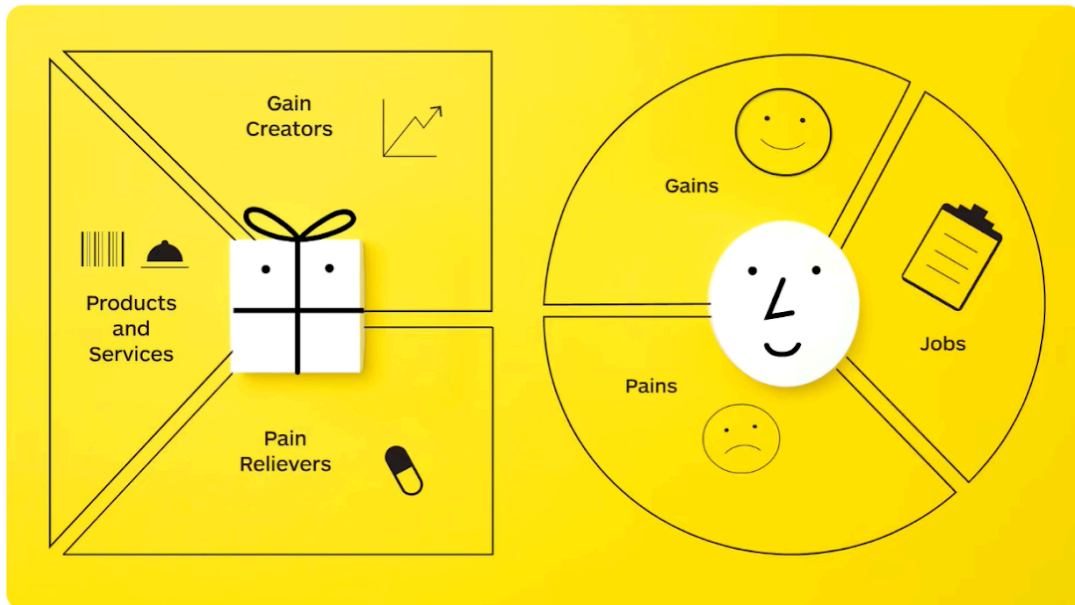 Gain
Creators
Products
and
Services
Pain
Relievers
Gains
Jobs
Pains